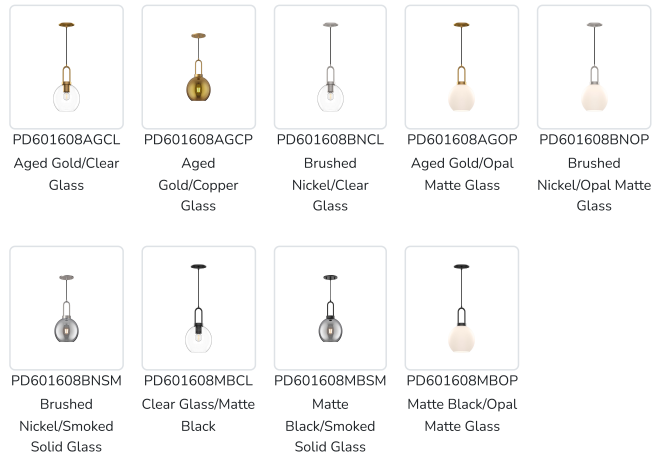 PD601608AGCL
Aged Gold/Clear
Glass
PD601608AGCP
Aged
Gold/Copper
Glass
PD601608BNCL
Brushed
Nickel/Clear
Glass
PD601608AGOP
Aged Gold/Opal
Matte Glass
PD601608BNOP
Brushed
Nickel/Opal Matte
Glass
PD601608BNSM
Brushed
Nickel/Smoked
Solid Glass
PD601608MBCL
Clear Glass/Matte
Black
PD601608MBSM
Matte
Black/Smoked
Solid Glass
PD601608MBOP
Matte Black/Opal
Matte Glass